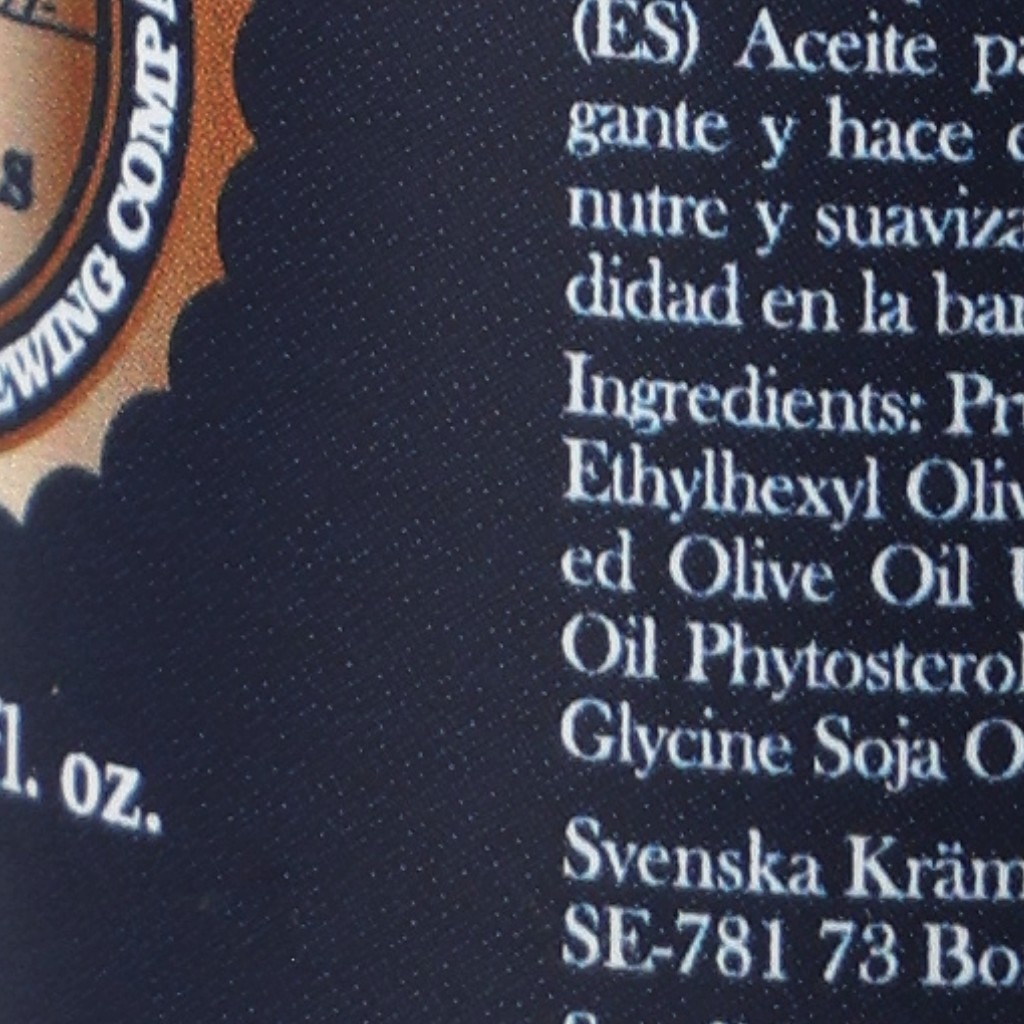 8
EWING COMP
fl. oz.
(ES) Aceite
gante y hace
nutre y suaviza
didad en la
Ingredients:
Ethylhexyl
ed Olive Oil
Oil Phytosterol
Glycine Soja
Svenska
SE-781 73